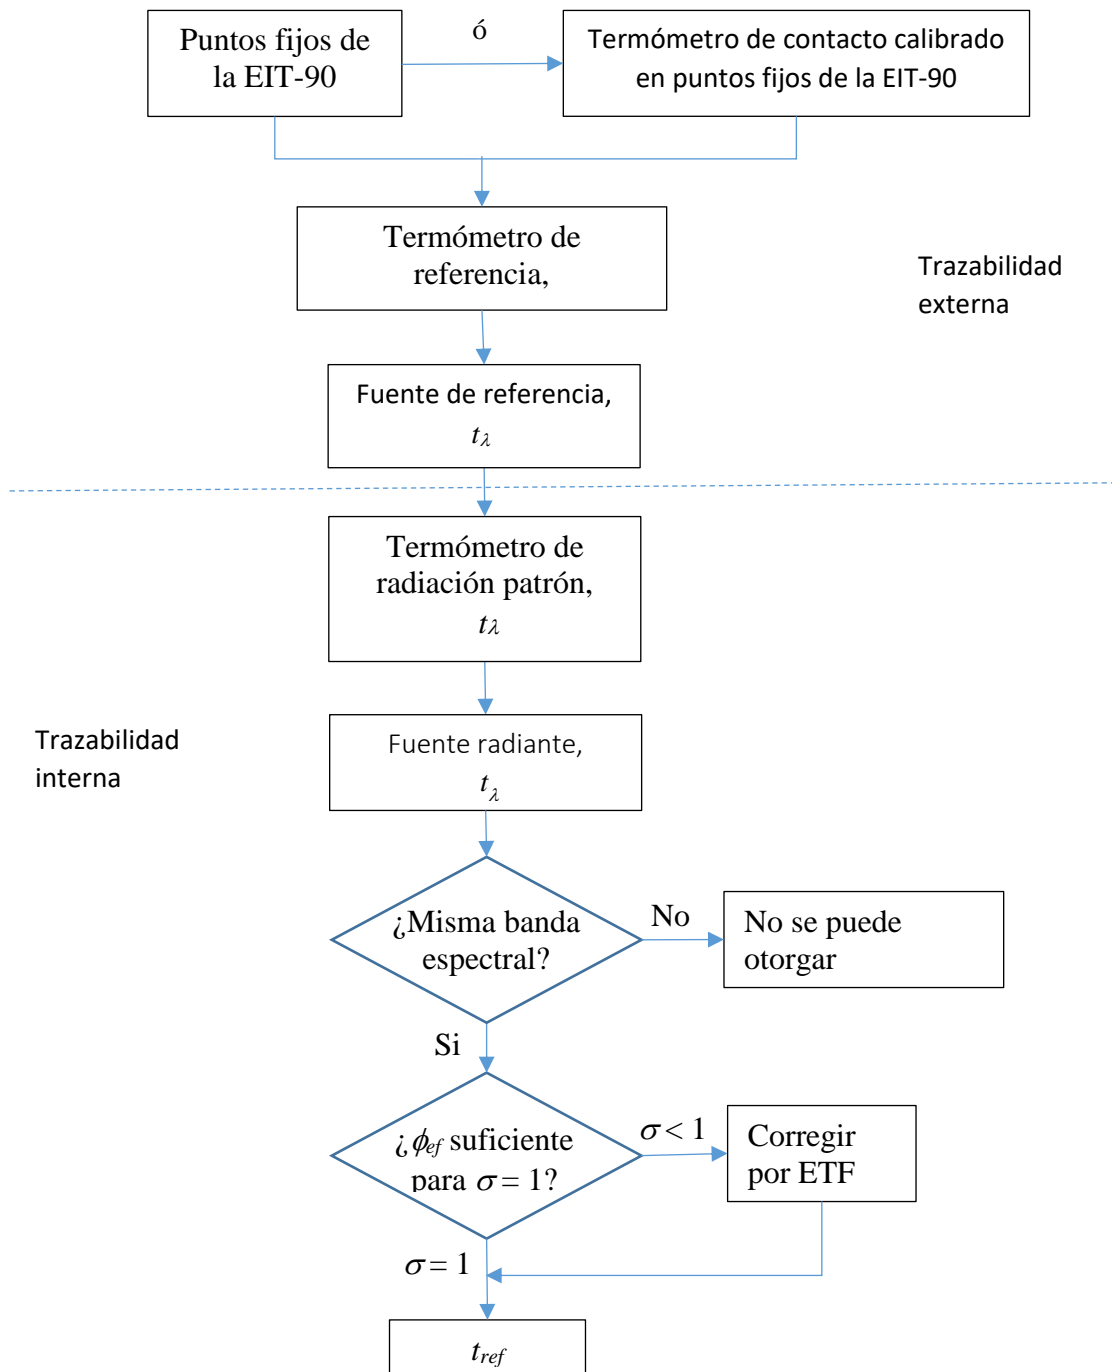 Puntos fijos de
la EIT-90
ó
Termómetro de contacto calibrado
en puntos fijos de la EIT-90
Termómetro de
referencia,
Trazabilidad
externa
Fuente de referencia,
tλ
Termómetro de
radiación patrón,
tλ
Trazabilidad
interna
Fuente radiante,
tλ
¿Misma banda
espectral?
No
No se puede
otorgar
Si
¿ϕef suficiente
para σ = 1?
σ < 1
Corregir
por ETF
σ = 1
tref